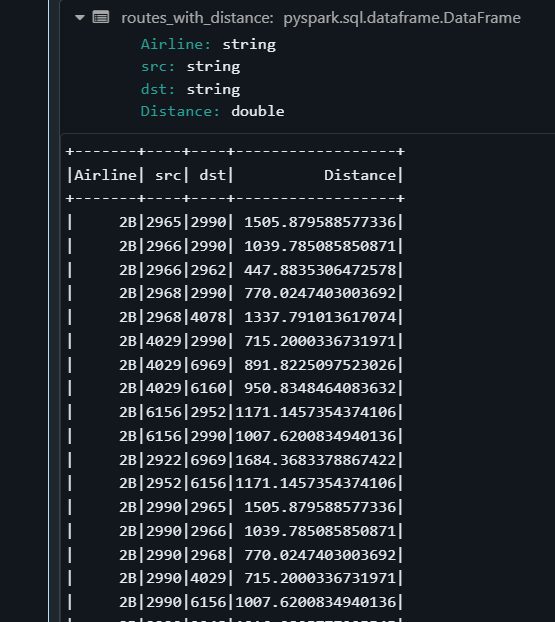 routes_with_distance: pyspark.sql.dataframe.DataFrame
Airline: string
src: string
dst: string
Distance: double
+-------+----+----+------------------+
|Airline| src| dst|          Distance|
+-------+----+----+------------------+
|     2B|2965|2990| 1505.879588577336|
|     2B|2966|2990| 1039.785085850871|
|     2B|2966|2962| 447.8835306472578|
|     2B|2968|2990| 770.0247403003692|
|     2B|2968|4078| 1337.791013617074|
|     2B|4029|2990| 715.2000336731971|
|     2B|4029|6969| 891.8225097523026|
|     2B|4029|6160| 950.8348464083632|
|     2B|6156|2952|1171.1457354374106|
|     2B|6156|2990|1007.6200834940136|
|     2B|2922|6969|1684.3683378867422|
|     2B|2952|6156|1171.1457354374106|
|     2B|2990|2965| 1505.879588577336|
|     2B|2990|2966| 1039.785085850871|
|     2B|2990|2968| 770.0247403003692|
|     2B|2990|4029| 715.2000336731971|
|     2B|2990|6156|1007.6200834940136|